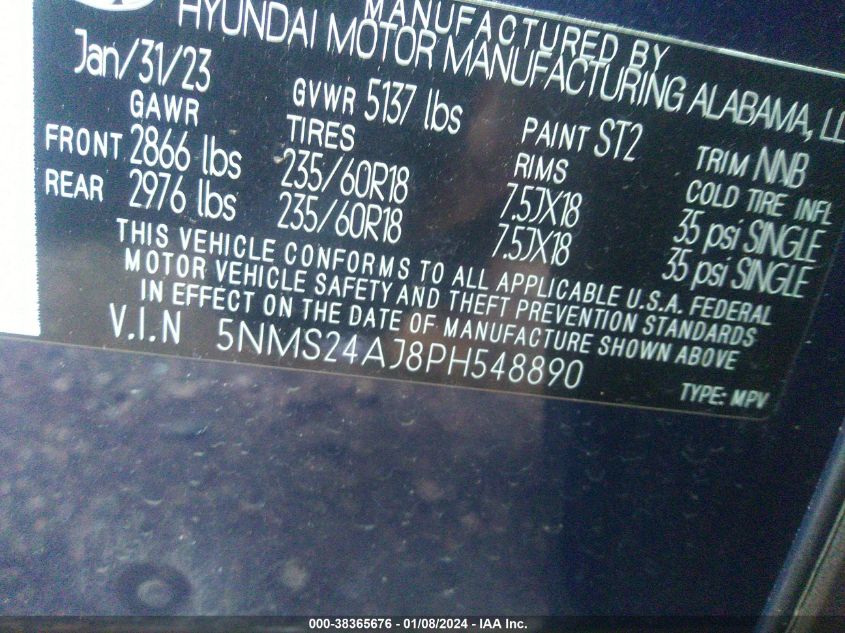 MANUFACTURED BY
HYUNDAI MOTOR MANUFACTURING ALABAMA,
Jan/31/23 GVWR 5137 lbs PAINT ST2 TRIM NNB
GAWR TIRES RIMS COLD TIRE INFL
FRONT 2866 lbs 235/60R18 7.5JX18 35 psi SINGLE
REAR 2976 lbs 235/60R18 7.5JX18 35 psi SINGLE
THIS VEHICLE CONFORMS TO ALL APPLICABLE U.S.A. FEDERAL
MOTOR VEHICLE SAFETY AND THEFT PREVENTION STANDARDS
IN EFFECT ON THE DATE OF MANUFACTURE SHOWN ABOVE
V.I.N 5NMS24AJ8PH548890
TYPE: MPV
000-38365676 - 01/08/2024 - IAA Inc.